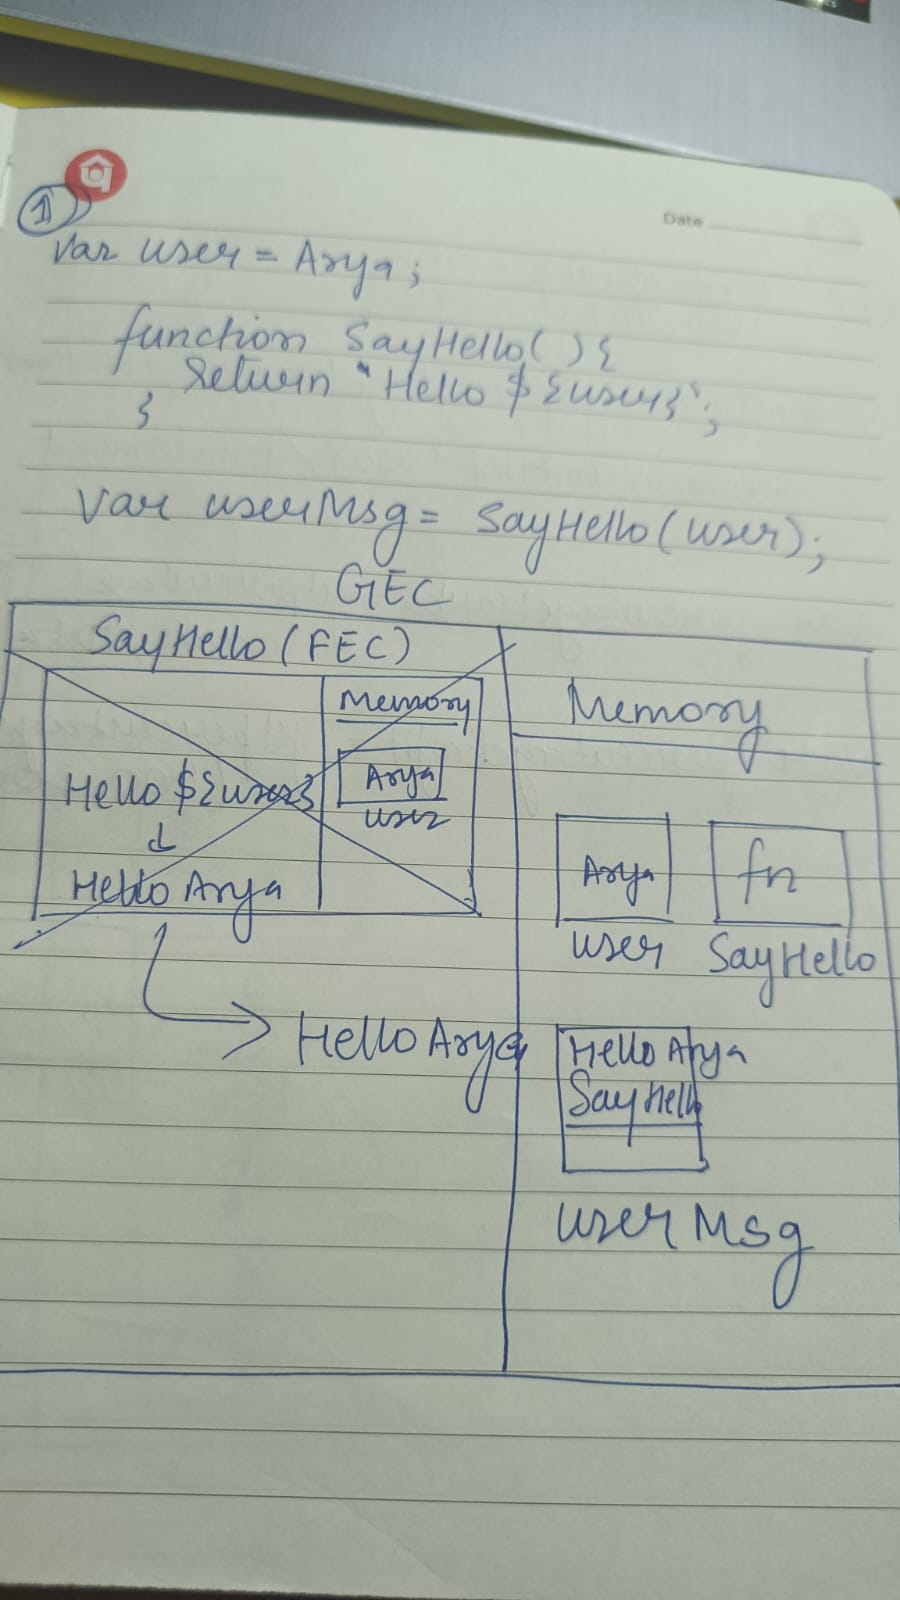 Date
1
var user = Arya;
function SayHello( ){
return "Hello ${user}`;
}
Var userMsg = SayHello(user);
GEC
SayHello (FEC)
Memory
Hello ${user}
Arya
user
Hello Arya
Hello Arya
Memory
Arya
user
fn
SayHello
Hello Arya
SayHello
userMsg